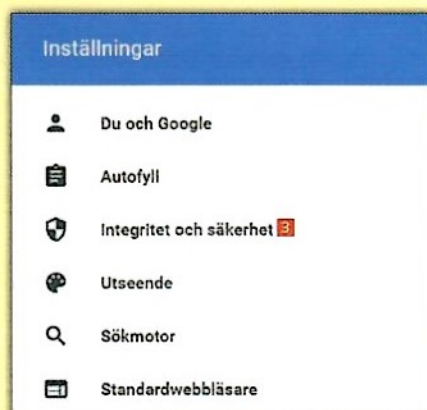 Inställningar
Du och Google
Autofyll
Integritet och säkerhet 3
Utseende
Sökmotor
Standardwebbläsare